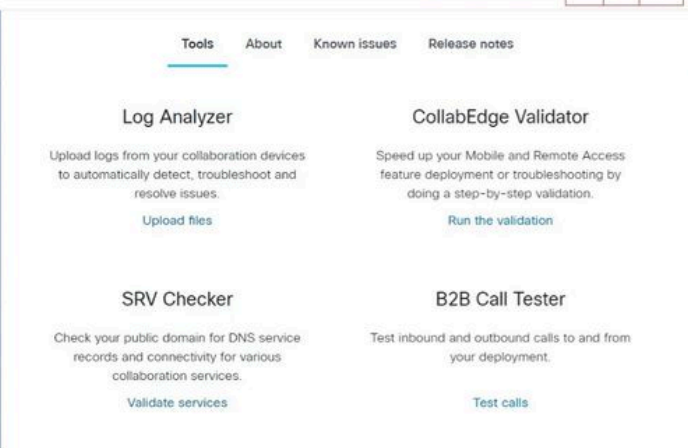 Tools About Known issues Release notes
Log Analyzer
Upload logs from your collaboration devices
to automatically detect, troubleshoot and
resolve issues.
Upload files
CollabEdge Validator
Speed up your Mobile and Remote Access
feature deployment or troubleshooting by
doing a step-by-step validation.
Run the validation
SRV Checker
Check your public domain for DNS service
records and connectivity for various
collaboration services.
Validate services
B2B Call Tester
Test inbound and outbound calls to and from
your deployment.
Test calls